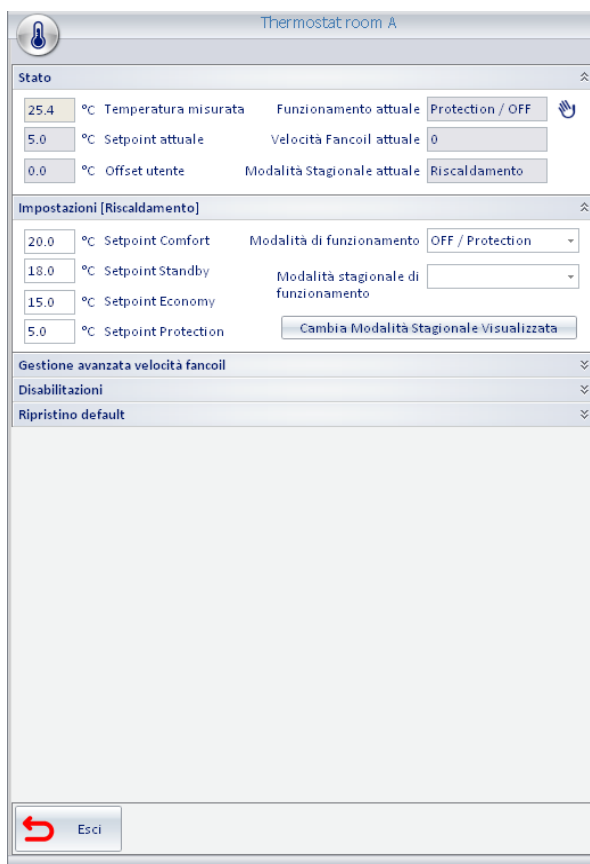 Thermostat room A
Stato
25.4 °C Temperatura misurata Funzionamento attuale Protection / OFF
5.0 °C Setpoint attuale Velocità Fancoil attuale 0
0.0 °C Offset utente Modalità Stagionale attuale Riscaldamento
Impostazioni [Riscaldamento]
20.0 °C Setpoint Comfort Modalità di funzionamento OFF / Protection
18.0 °C Setpoint Standby Modalità stagionale di
funzionamento
15.0 °C Setpoint Economy
5.0 °C Setpoint Protection Cambia Modalità Stagionale Visualizzata
Gestione avanzata velocità fancoil
Disabilitazioni
Ripristino default
Esci